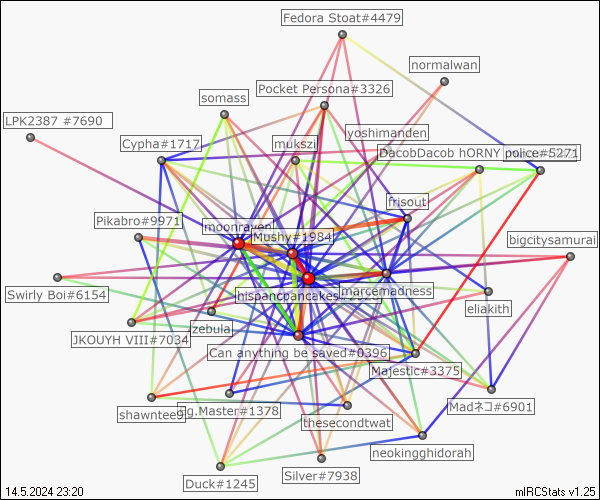 Fedora Stoat#4479
normalwan
Pocket Persona#3326
somass
LPK2387 #7690
yoshimanden
Cypha#1717
mukszi
DacobDacob hORNY
police#5271
frisout
Pikabro#9971
moonraven
Mushy#1984
bigcitysamurai
Swirly Boi#6154
macemadness
eliakith
zebula
JKOUYH VIII#7034
Can anything be saved#0396
Majestic#3375
Madネコ#6901
shawntee9
g.Master#1378
thesecondtwat
neokingghidorah
Silver#7938
Duck#1245
14.5.2024 23:20
mIRCStats v1.25